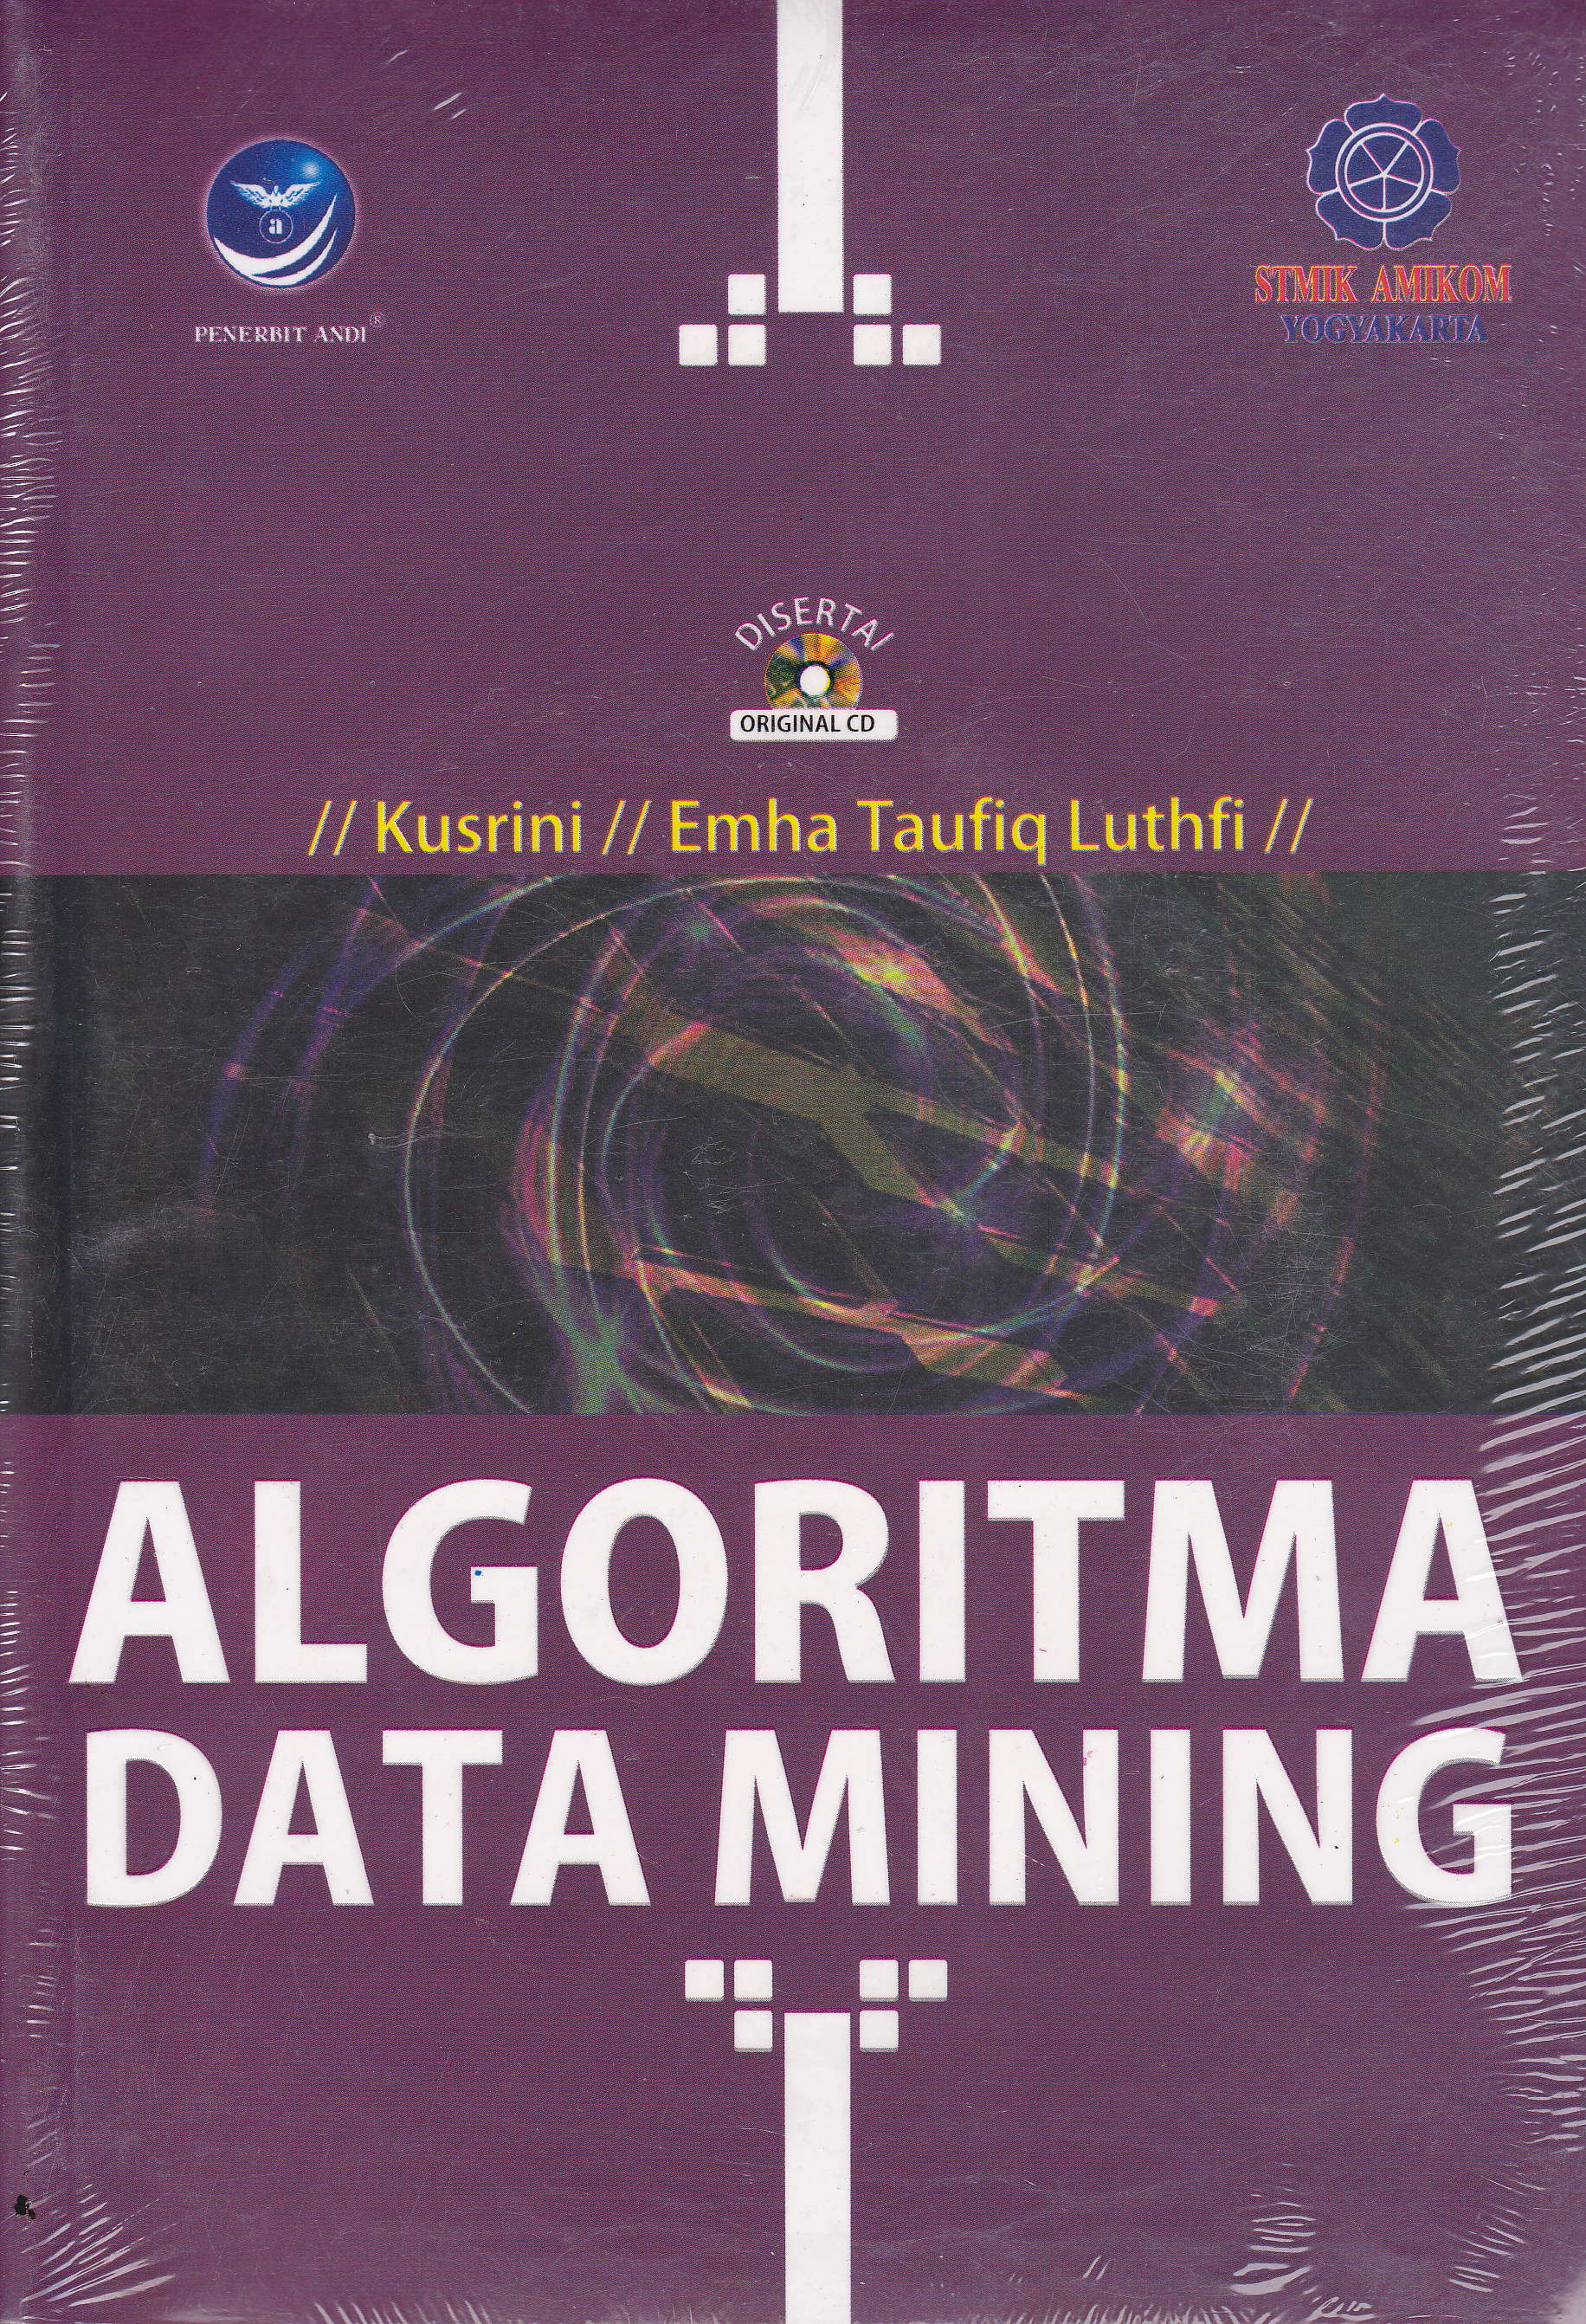 a
PENERBIT ANDI®
STMIK AMIKOM
YOGYAKARTA
DISERTAI
ORIGINAL CD
// Kusrini // Emha Taufiq Luthfi //
ALGORITMA
DATA MINING